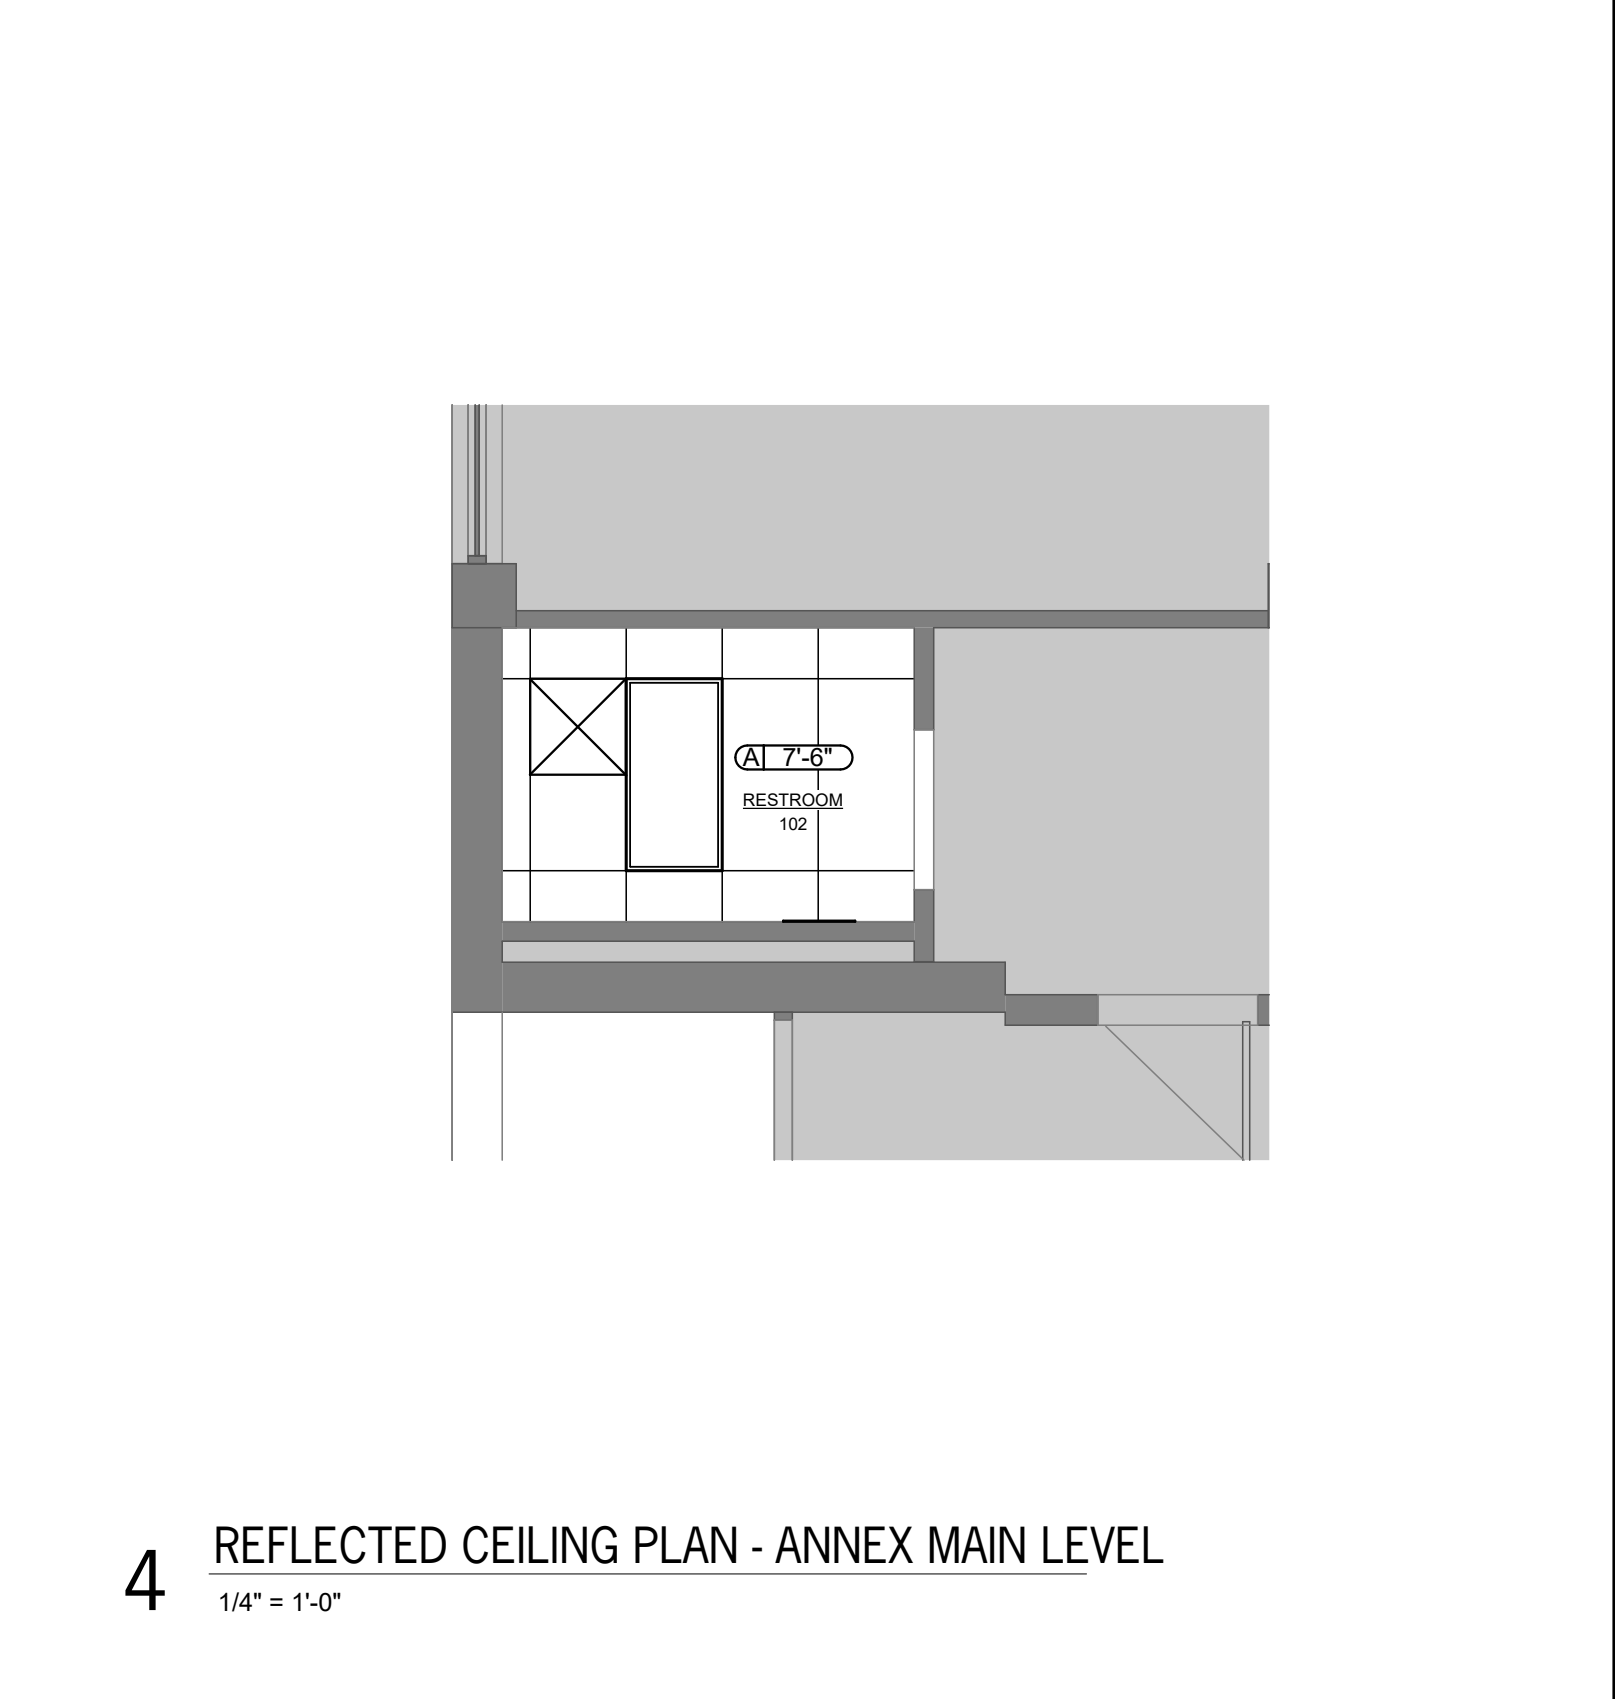 A 7'-6"
RESTROOM
102
4 REFLECTED CEILING PLAN - ANNEX MAIN LEVEL
1/4" = 1'-0"